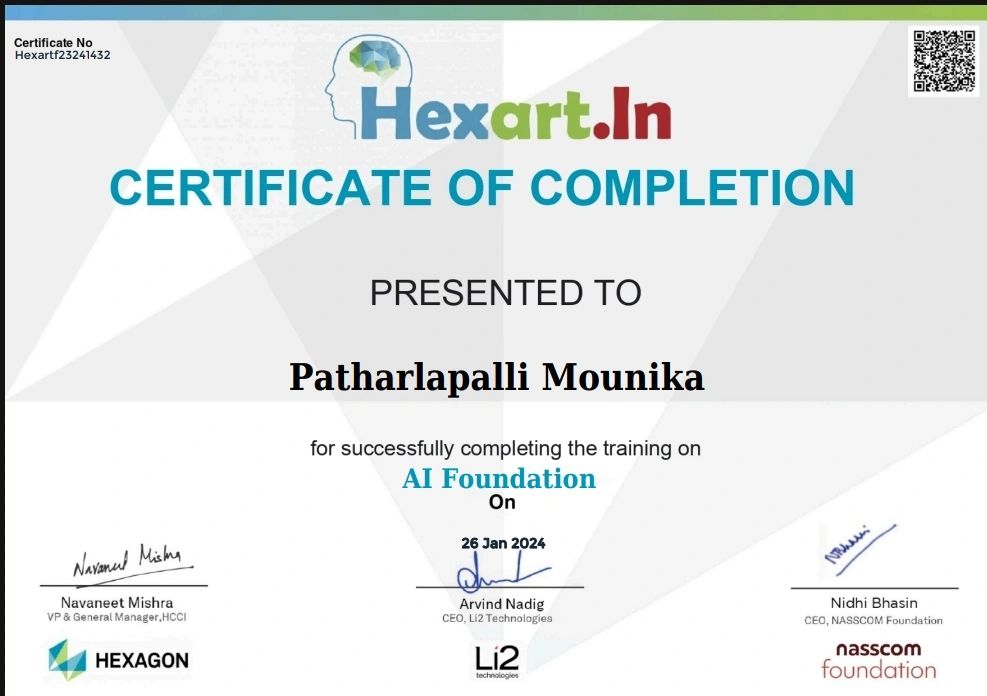 Certificate No
Hexartf23241432
Hexart.In
CERTIFICATE OF COMPLETION
PRESENTED TO
Patharlapalli Mounika
for successfully completing the training on
AI Foundation
On
26 Jan 2024
Navaneet Mishra
Navaneet Mishra
VP & General Manager,HCCI
HEXAGON
Arvind Nadig
CEO, Li2 Technologies
Li2
technologies
Nidhi Bhasin
CEO, NASSCOM Foundation
nasscom
foundation